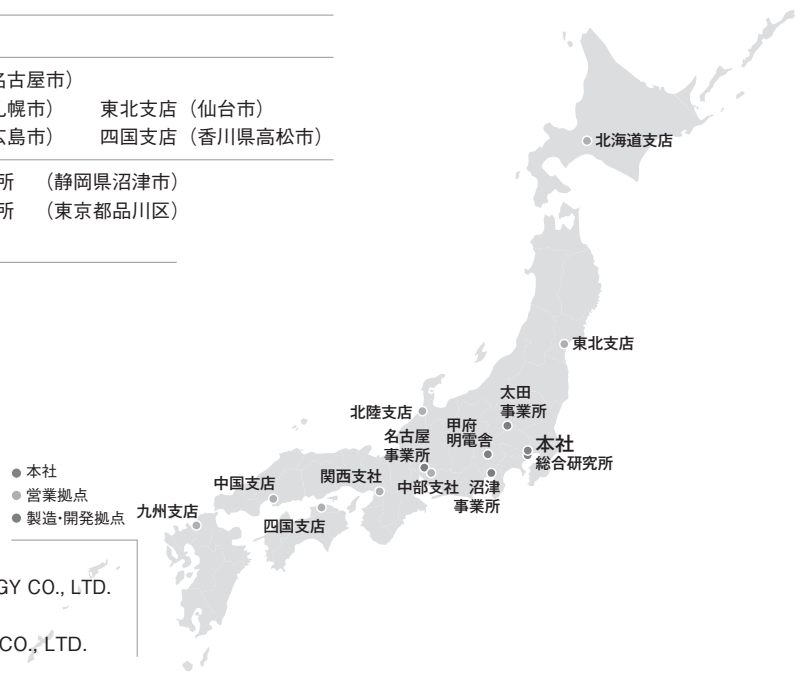 名古屋市）
札幌市）　東北支店（仙台市）
広島市）　四国支店（香川県高松市）
所　（静岡県沼津市）
所　（東京都品川区）
北海道支店
東北支店
太田
事業所
北陸支店
甲府
明電舎
名古屋
事業所
本社
総合研究所
中部支社
沼津
事業所
関西支社
中国支店
四国支店
九州支店
本社
営業拠点
製造・開発拠点
GY CO., LTD.
CO., LTD.